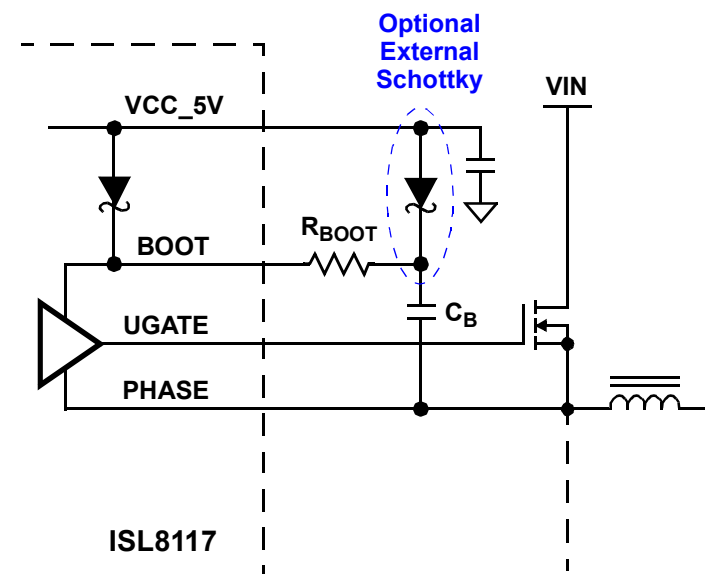 Optional
External
Schottky
VIN
VCC_5V
RBOOT
BOOT
CB
UGATE
PHASE
ISL8117